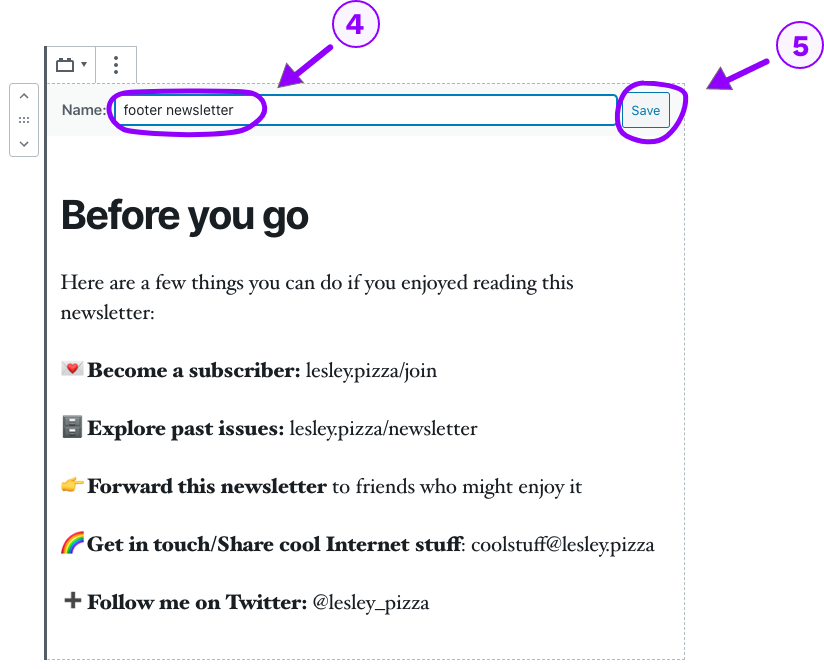 4
5
Name: footer newsletter Save
Before you go
Here are a few things you can do if you enjoyed reading this
newsletter:
💌 Become a subscriber: lesley.pizza/join
🗄️ Explore past issues: lesley.pizza/newsletter
👉 Forward this newsletter to friends who might enjoy it
🌈 Get in touch/Share cool Internet stuff: coolstuff@lesley.pizza
➕ Follow me on Twitter: @lesley_pizza